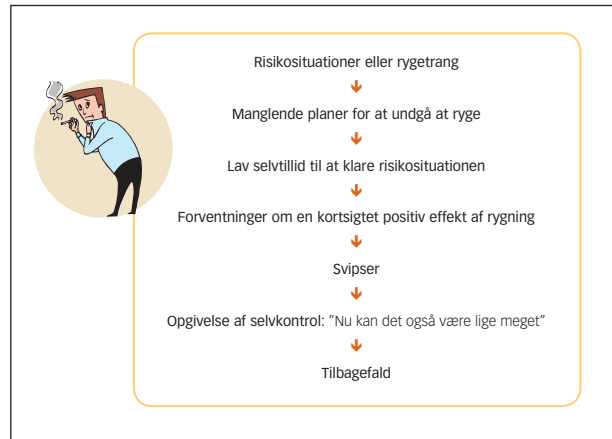 Risikosituationer eller rygetrang
Manglende planer for at undgå at ryge
Lav selvtillid til at klare risikosituationen
Forventninger om en kortsigtet positiv effekt af rygning
Svipser
Opgivelse af selvkontrol: ”Nu kan det også være lige meget”
Tilbagefald